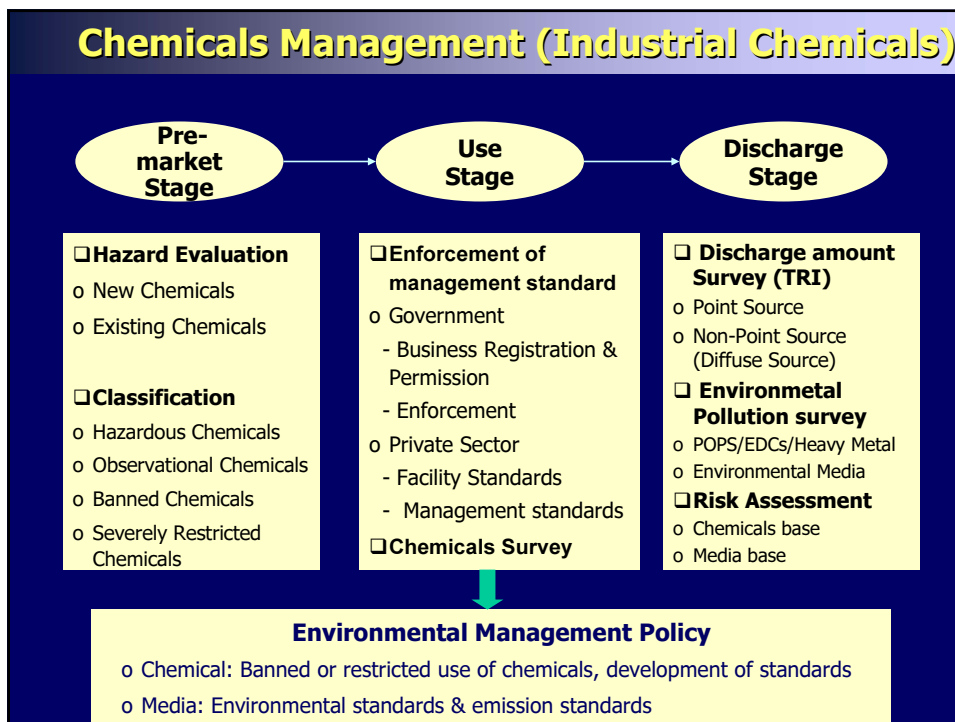 Chemicals Management (Industrial Chemicals)
Pre-
market
Stage
Use
Stage
Discharge
Stage
❑Hazard Evaluation
o New Chemicals
o Existing Chemicals
❑Classification
o Hazardous Chemicals
o Observational Chemicals
o Banned Chemicals
o Severely Restricted
Chemicals
❑Enforcement of
management standard
o Government
- Business Registration &
Permission
- Enforcement
o Private Sector
- Facility Standards
- Management standards
❑Chemicals Survey
❑ Discharge amount
Survey (TRI)
o Point Source
o Non-Point Source
(Diffuse Source)
❑ Environmetal
Pollution survey
o POPS/EDCs/Heavy Metal
o Environmental Media
❑Risk Assessment
o Chemicals base
o Media base
Environmental Management Policy
o Chemical: Banned or restricted use of chemicals, development of standards
o Media: Environmental standards & emission standards